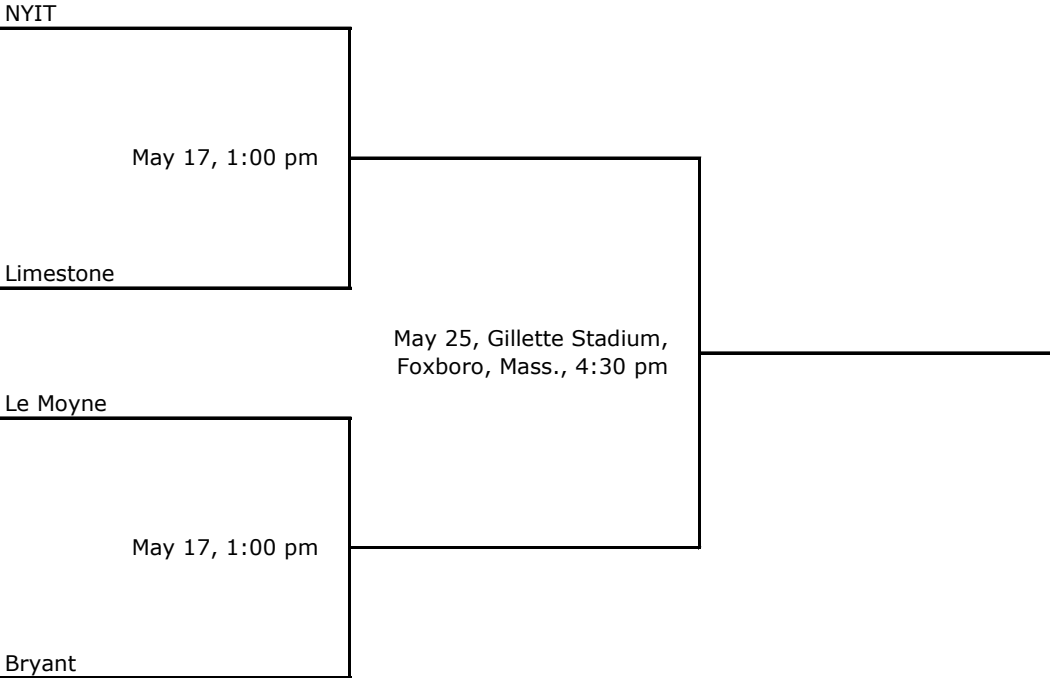 NYIT
May 17, 1:00 pm
Limestone
May 25, Gillette Stadium,
Foxboro, Mass., 4:30 pm
Le Moyne
May 17, 1:00 pm
Bryant